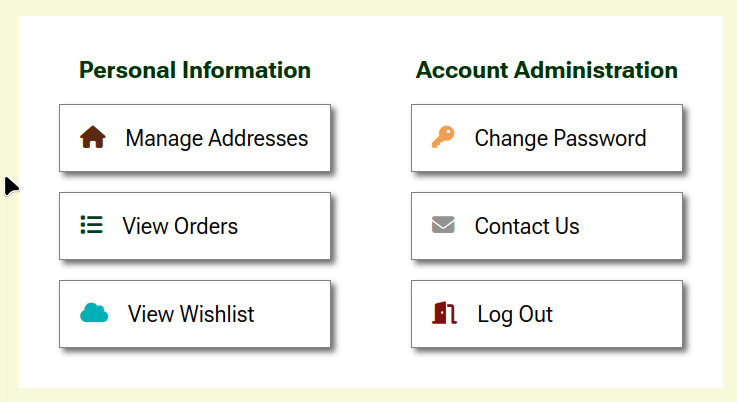 Personal Information
Manage Addresses
View Orders
View Wishlist
Account Administration
Change Password
Contact Us
Log Out